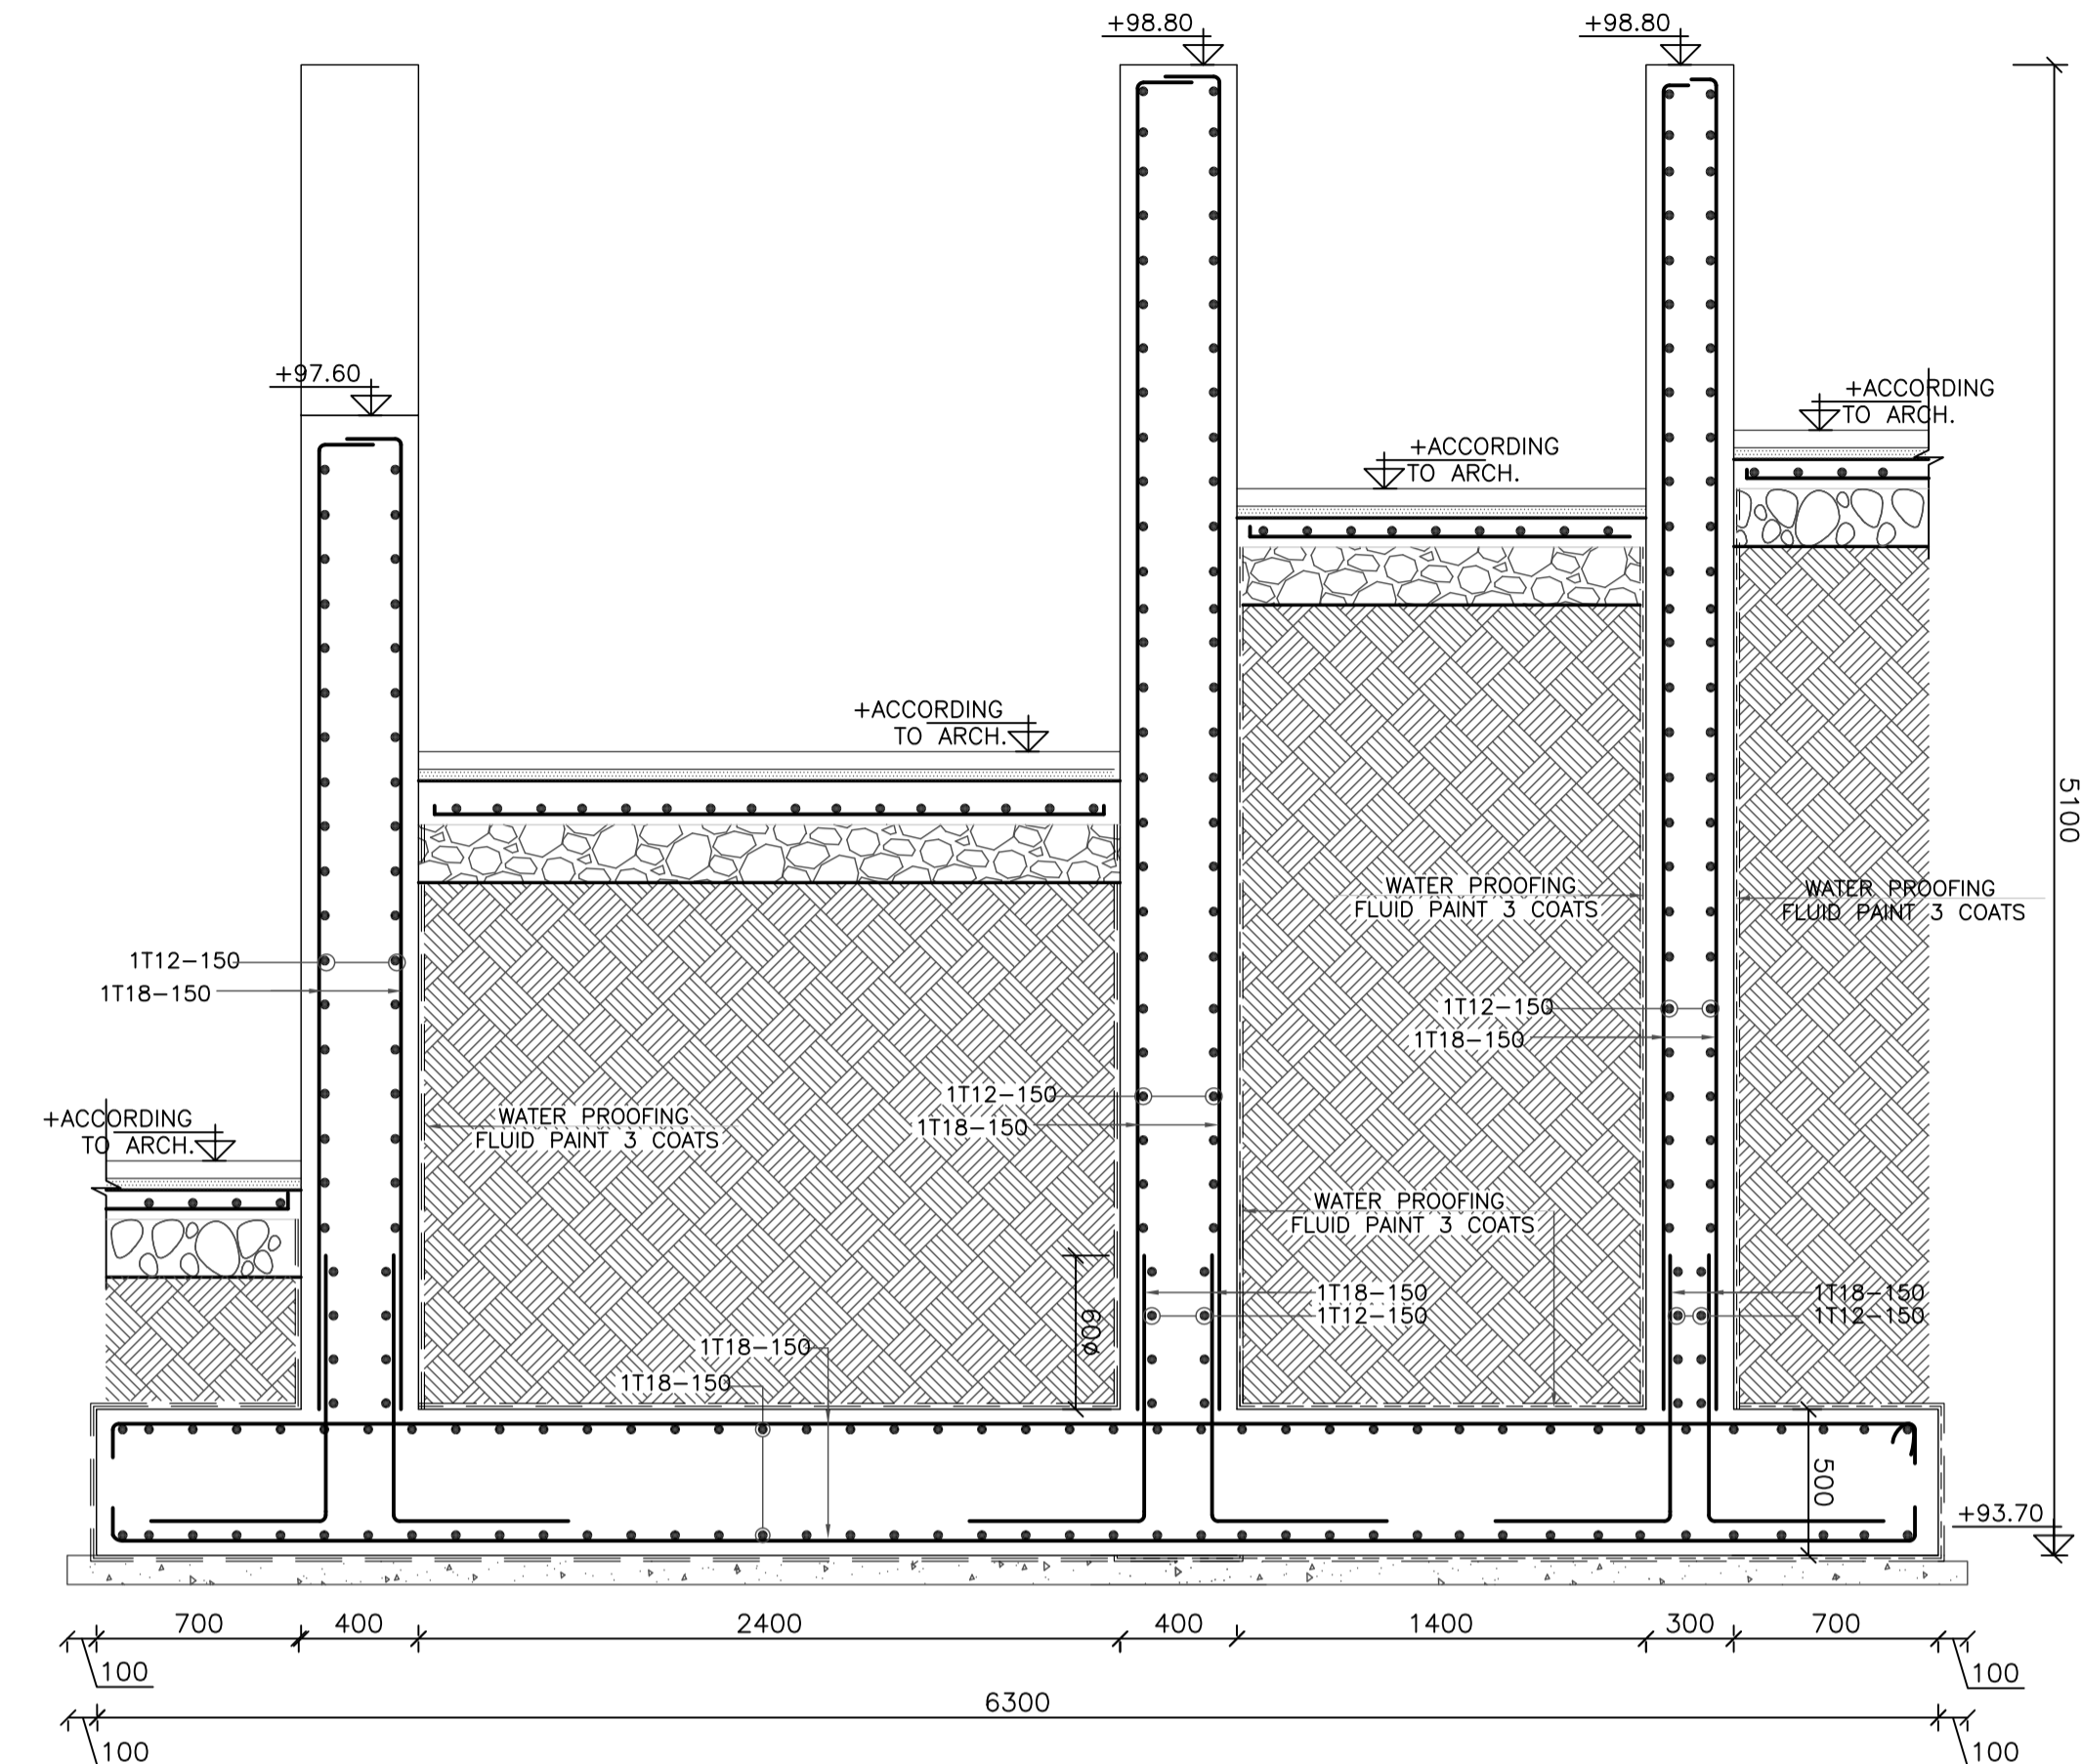 +98.80
+98.80
+97.60
+ACCORDING
TO ARCH.
+ACCORDING
TO ARCH.
+ACCORDING
TO ARCH.
5100
WATER PROOFING
FLUID PAINT 3 COATS
WATER PROOFING
FLUID PAINT 3 COATS
1T12-150
1T18-150
1T12-150
1T18-150
1T12-150
1T18-150
+ACCORDING
TO ARCH.
WATER PROOFING
FLUID PAINT 3 COATS
WATER PROOFING
FLUID PAINT 3 COATS
1T18-150
1T12-150
1T18-150
1T12-150
60ϕ
1T18-150
1T18-150
500
+93.70
700
400
2400
400
1400
300
700
100
100
6300
100
100